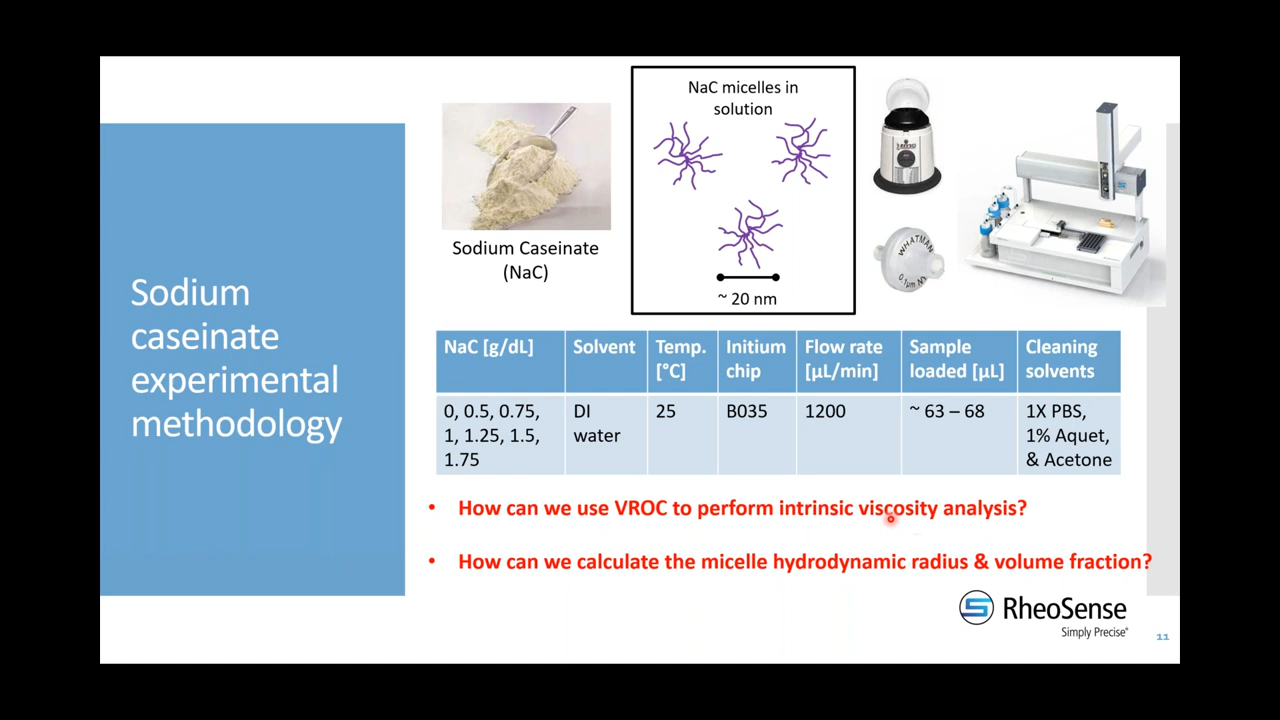 Sodium
caseinate
experimental
methodology
Sodium Caseinate
(NaC)
NaC micelles in
solution
~ 20 nm
WHATMAN
0.1µm
NaC [g/dL]
Solvent
Temp.
[°C]
Initium
chip
Flow rate
[µL/min]
Sample
loaded [µL]
Cleaning
solvents
0, 0.5, 0.75,
1, 1.25, 1.5,
1.75
DI
water
25
B035
1200
~ 63 – 68
1X PBS,
1% Aquet,
& Acetone
• How can we use VROC to perform intrinsic viscosity analysis?
• How can we calculate the micelle hydrodynamic radius & volume fraction?
RheoSense
Simply Precise®
11